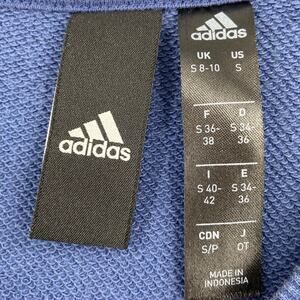 adidas
adidas
UK US
S 8-10 S
F D
S 36-38 S 34-36
I E
S 40-42 S 34-36
CDN J
S/P OT
MADE IN
INDONESIA